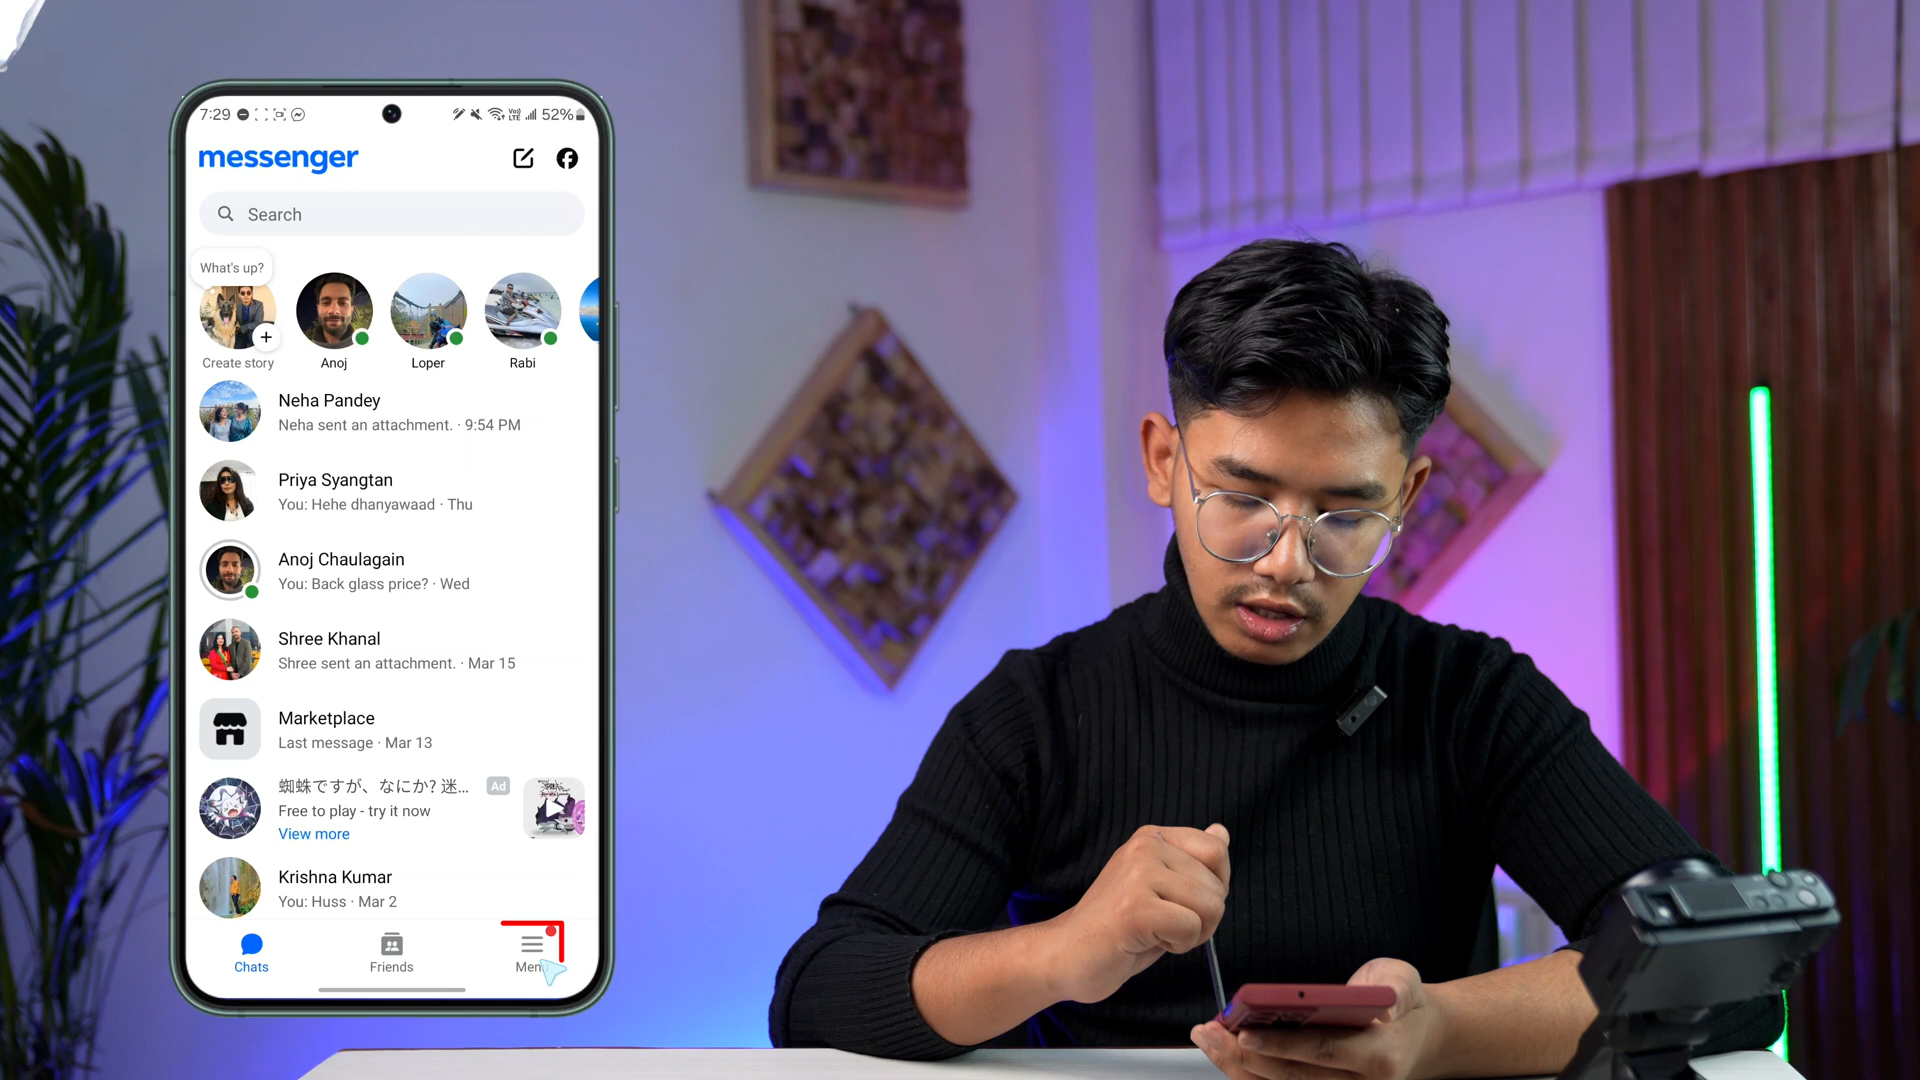 7:29
Vo)
LTE
52%
messenger
Search
What's up?
Create story
Anoj
Loper
Rabi
Neha Pandey
Neha sent an attachment. · 9:54 PM
Priya Syangtan
You: Hehe dhanyawaad · Thu
Anoj Chaulagain
You: Back glass price? · Wed
Shree Khanal
Shree sent an attachment. · Mar 15
Marketplace
Last message · Mar 13
蜘蛛ですが、なにか? 迷...
Ad
Free to play - try it now
View more
Krishna Kumar
You: Huss · Mar 2
Chats
Friends
Menu